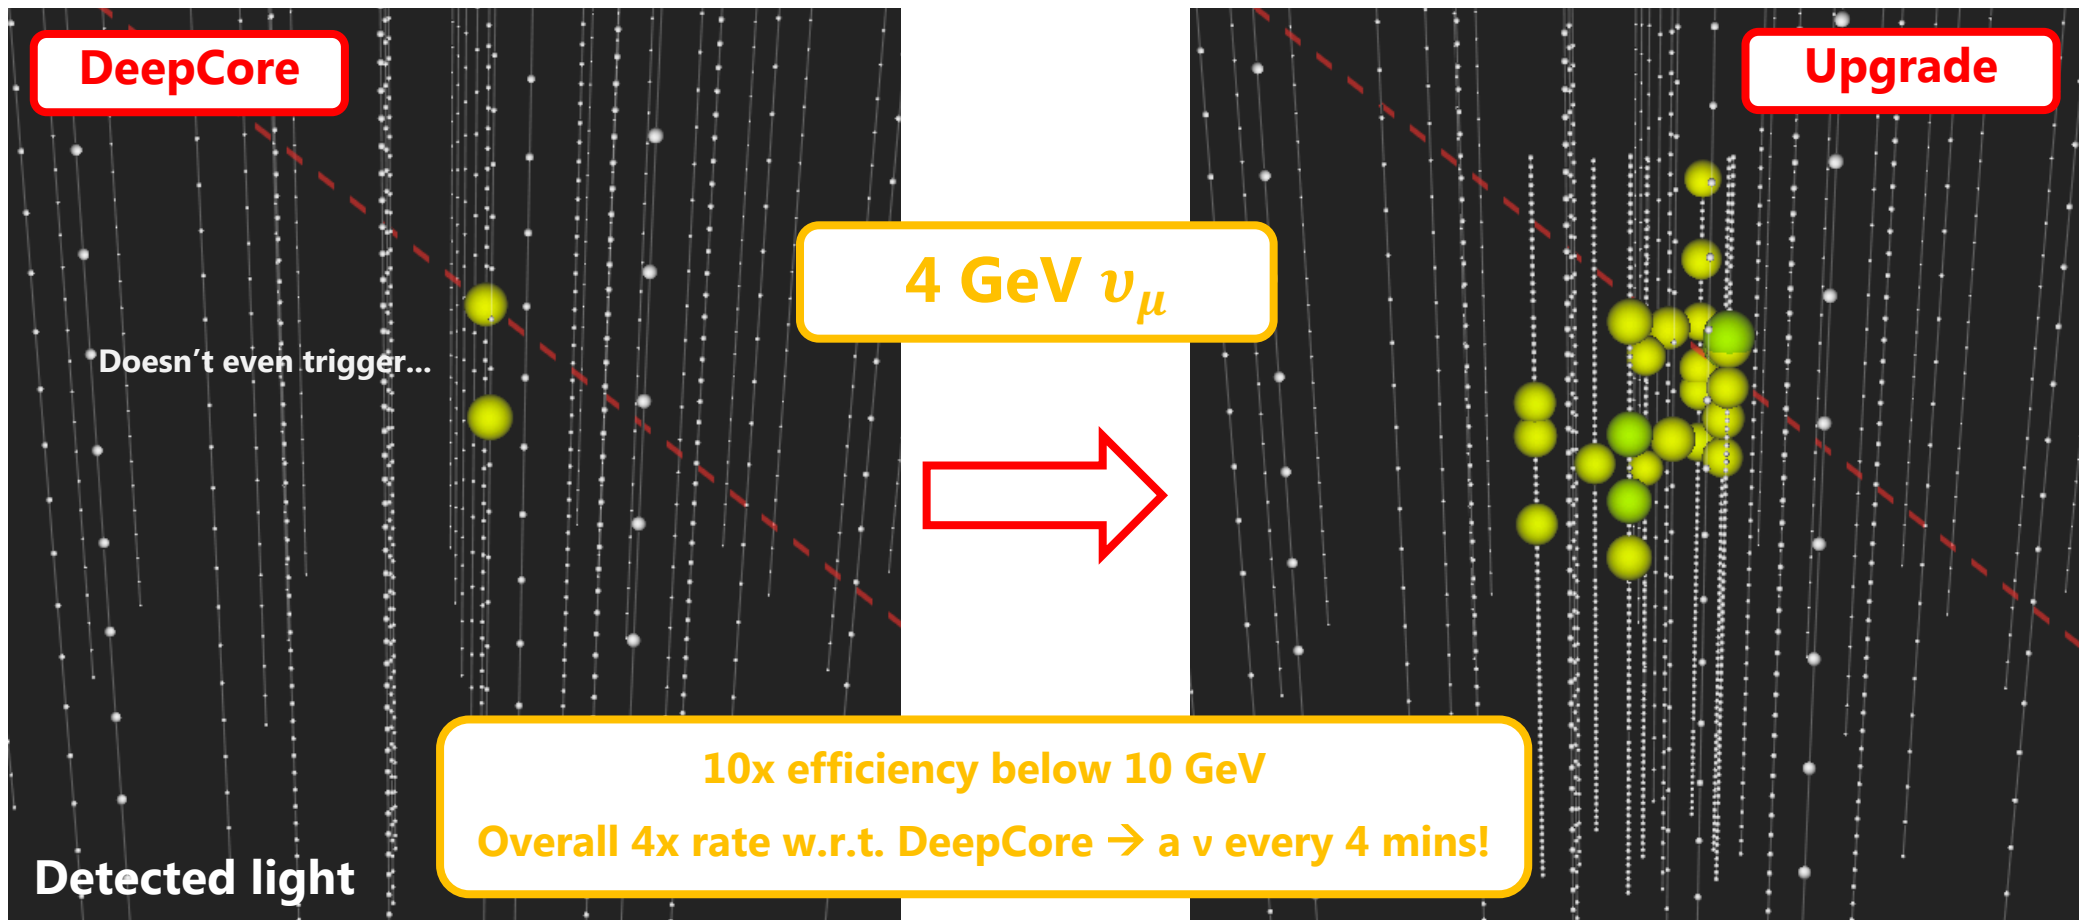 DeepCore
Upgrade
4 GeV 𝜐𝜇
Doesn’t even trigger...
10x efficiency below 10 GeV
Overall 4x rate w.r.t. DeepCore → a ν every 4 mins!
Detected light